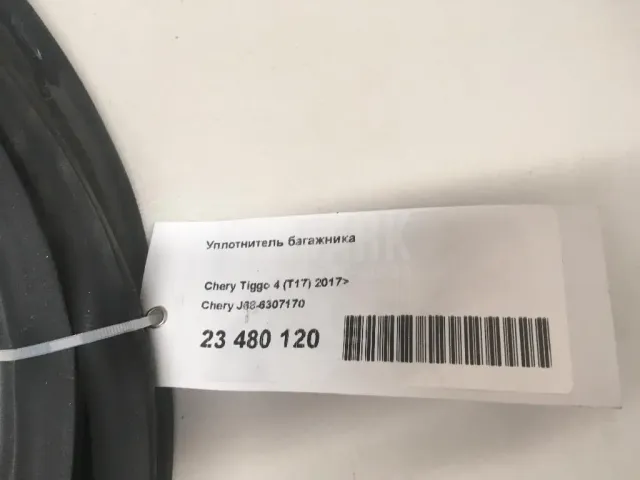 Уплотнитель багажника
Chery Tiggo 4 (T17) 2017>
Chery J68-6307170
23 480 120